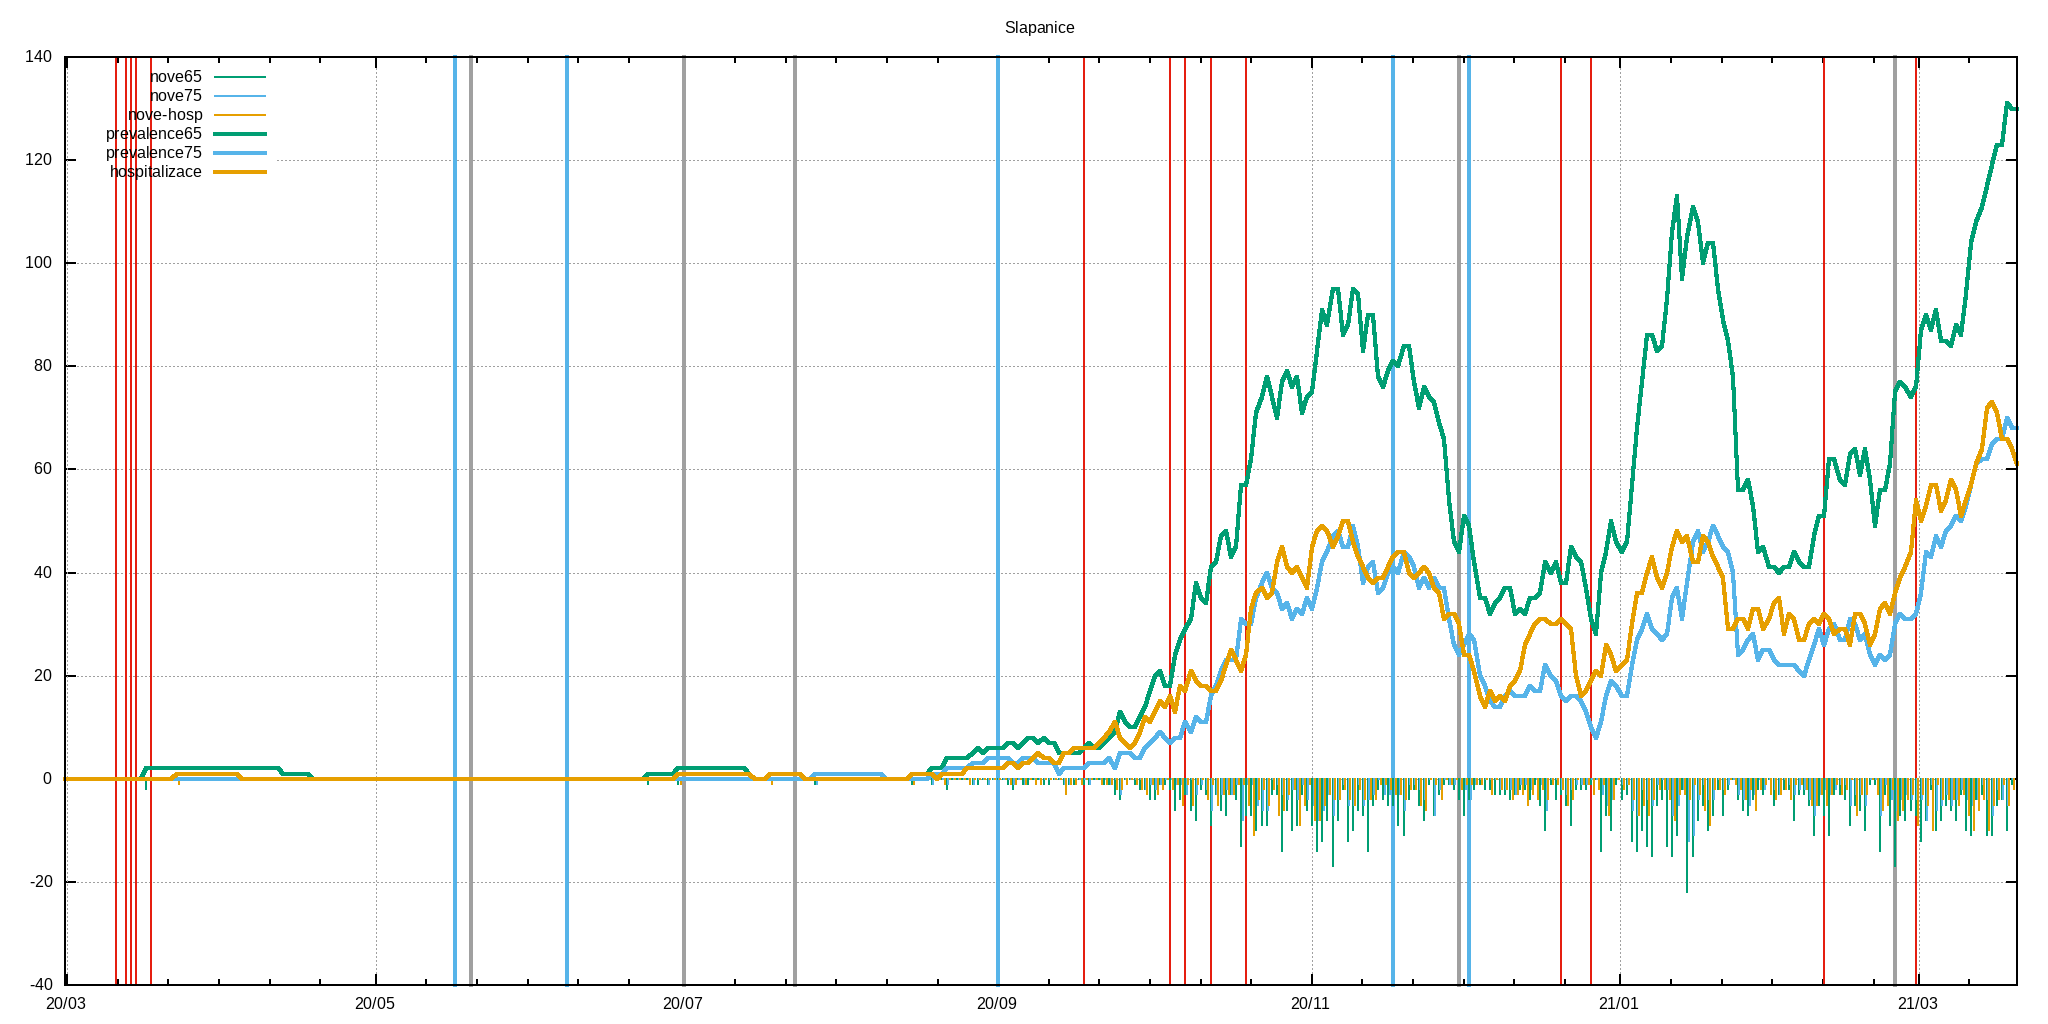 Slapanice
140
120
100
80
60
40
20
0
-20
-40
nove65
nove75
nove-hosp
prevalence65
prevalence75
hospitalizace
20/03 20/05 20/07 20/09 20/11 21/01 21/03